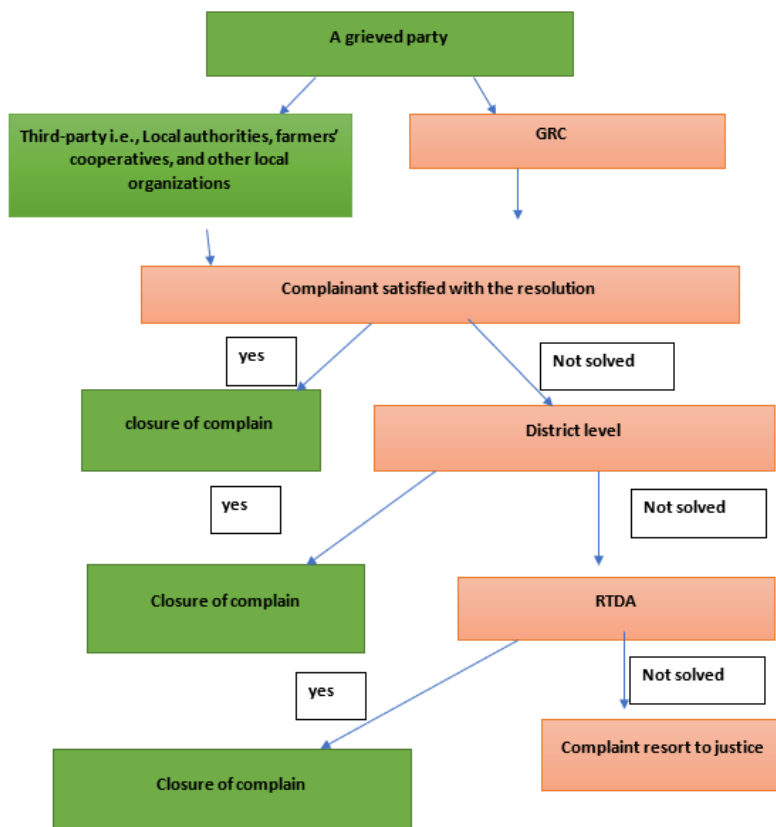 A grieved party
Third-party i.e., Local authorities, farmers'
cooperatives, and other local
organizations
GRC
Complainant satisfied with the resolution
yes
Not solved
closure of complain
District level
yes
Not solved
Closure of complain
RTDA
yes
Not solved
Closure of complain
Complaint resort to justice